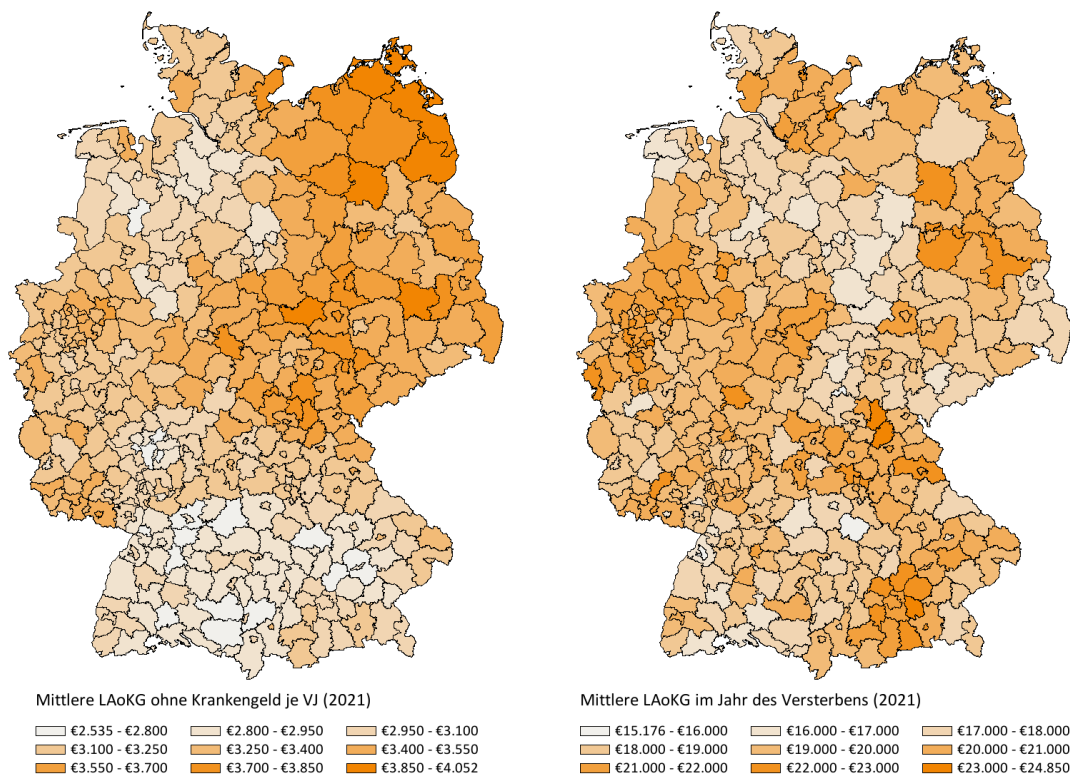 Mittlere LAoKG ohne Krankengeld je VJ (2021)
€2.535 - €2.800 €2.800 - €2.950 €2.950 - €3.100
€3.100 - €3.250 €3.250 - €3.400 €3.400 - €3.550
€3.550 - €3.700 €3.700 - €3.850 €3.850 - €4.052
Mittlere LAoKG im Jahr des Versterbens (2021)
€15.176 - €16.000 €16.000 - €17.000 €17.000 - €18.000
€18.000 - €19.000 €19.000 - €20.000 €20.000 - €21.000
€21.000 - €22.000 €22.000 - €23.000 €23.000 - €24.850